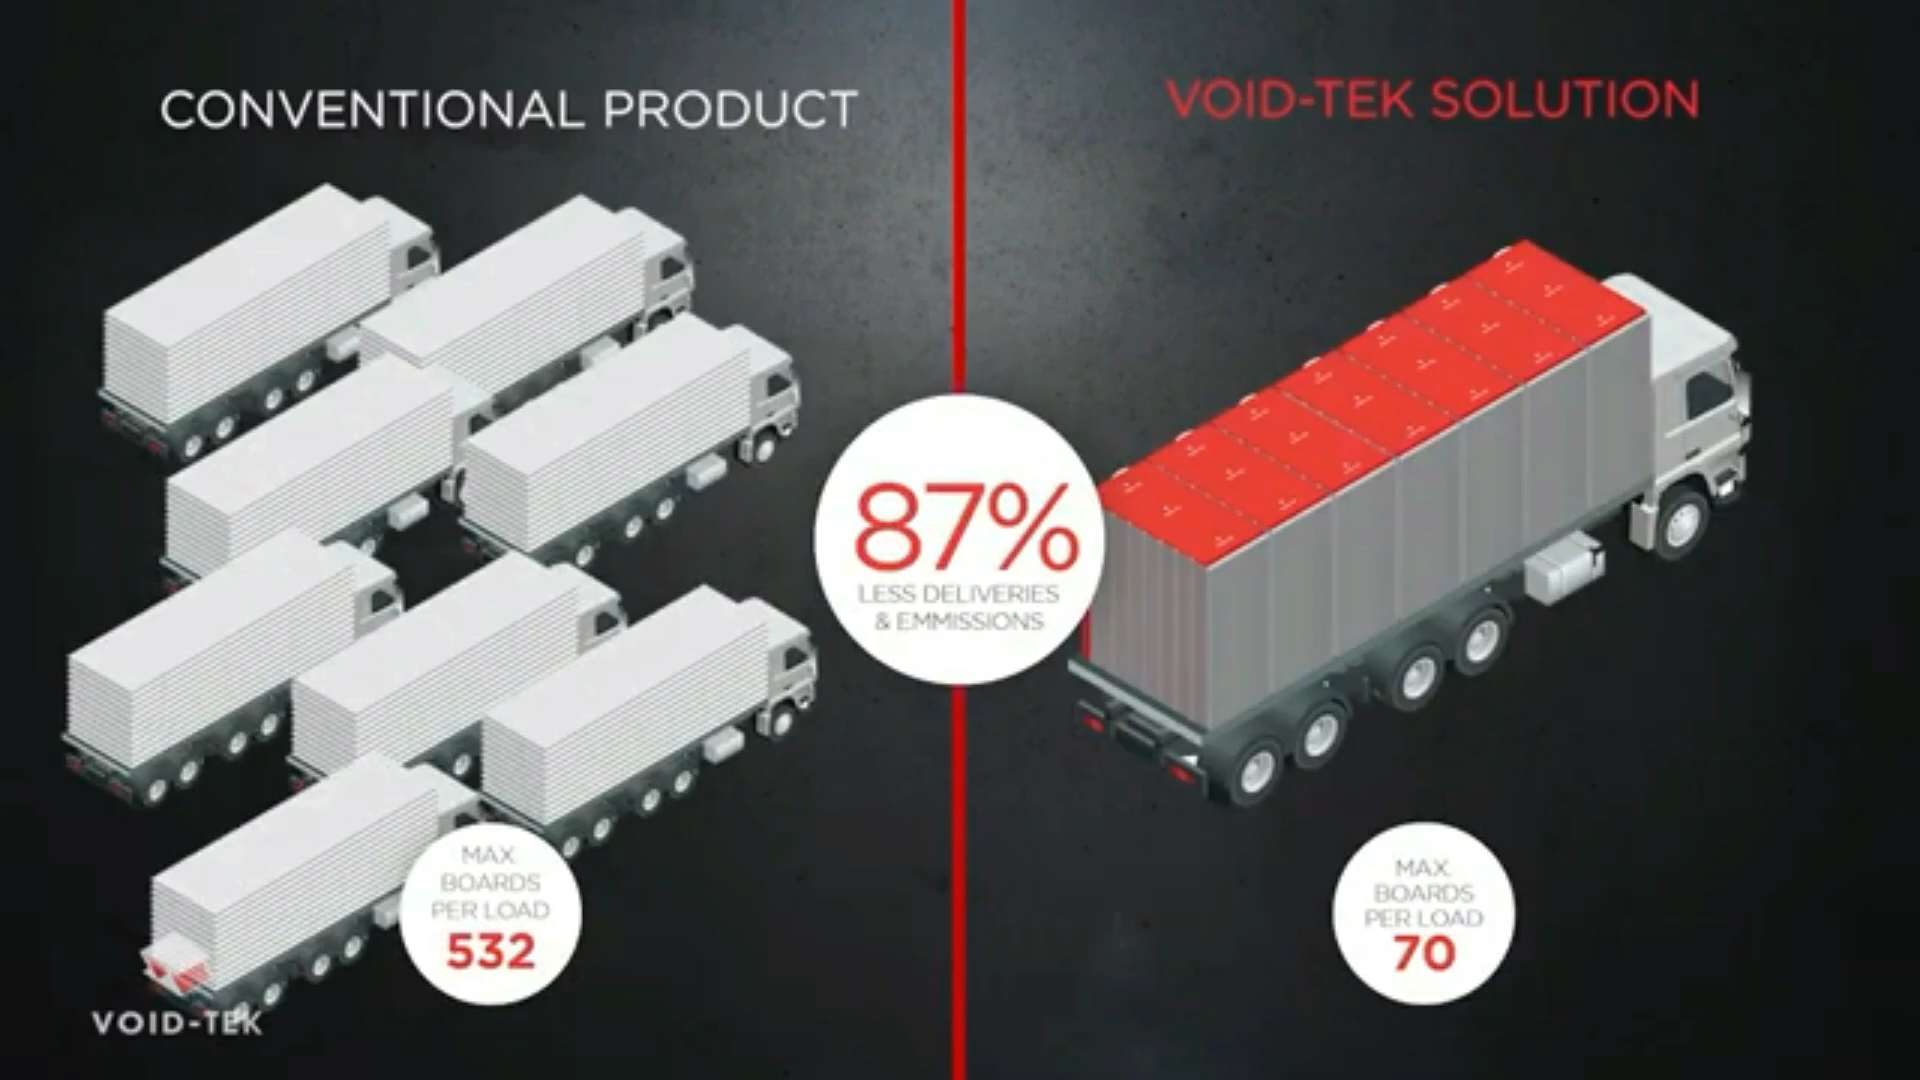 CONVENTIONAL PRODUCT
VOID-TEK SOLUTION
87%
LESS DELIVERIES
& EMMISSIONS
MAX.
BOARDS
PER LOAD
532
MAX.
BOARDS
PER LOAD
70
VOID-TEK